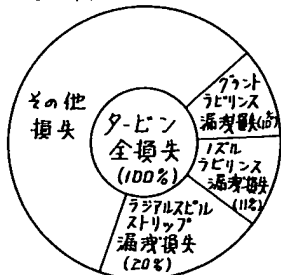 その他
損失
タービン
全損失
(100%)
グランド
ラビリンス
漏洩損失(10%)
ノズル
ラビリンス
漏洩損失
(11%)
ラジアルスピル
ストリップ
漏洩損失
(20%)